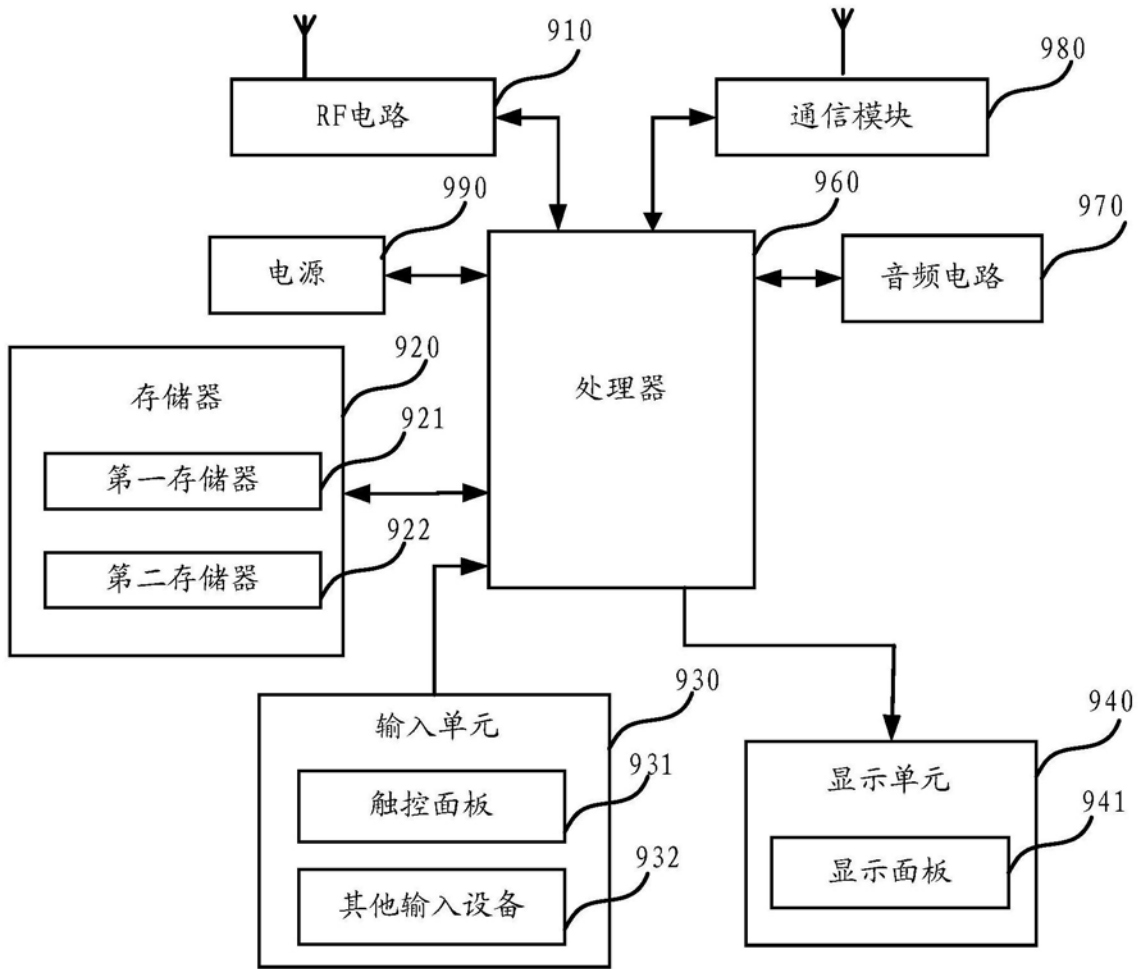 910
RF电路
980
通信模块
990
电源
960
970
音频电路
处理器
920
存储器
921
第一存储器
922
第二存储器
930
输入单元
931
触控面板
932
其他输入设备
940
显示单元
941
显示面板